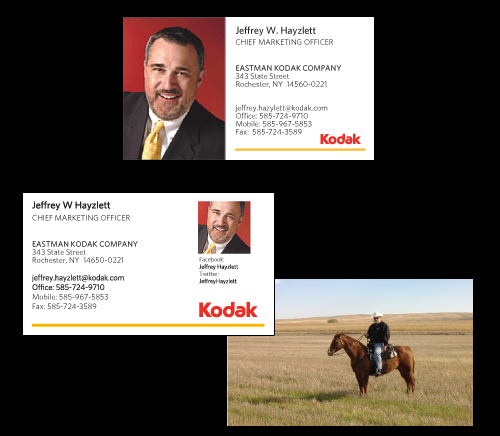 Jeffrey W. Hayzlett
CHIEF MARKETING OFFICER
EASTMAN KODAK COMPANY
343 State Street
Rochester, NY 14560-0221
jeffrey.hazylett@kodak.com
Office: 585-724-9710
Mobile: 585-967-5853
Fax: 585-724-3589
Kodak
Jeffrey W Hayzlett
CHIEF MARKETING OFFICER
EASTMAN KODAK COMPANY
343 State Street
Rochester, NY 14650-0221
jeffrey.hayzlett@kodak.com
Office: 585-724-9710
Mobile: 585-967-5853
Fax: 585-724-3589
Facebook:
Jeffrey Hayzlett
Twitter:
JeffreyHayzlett
Kodak